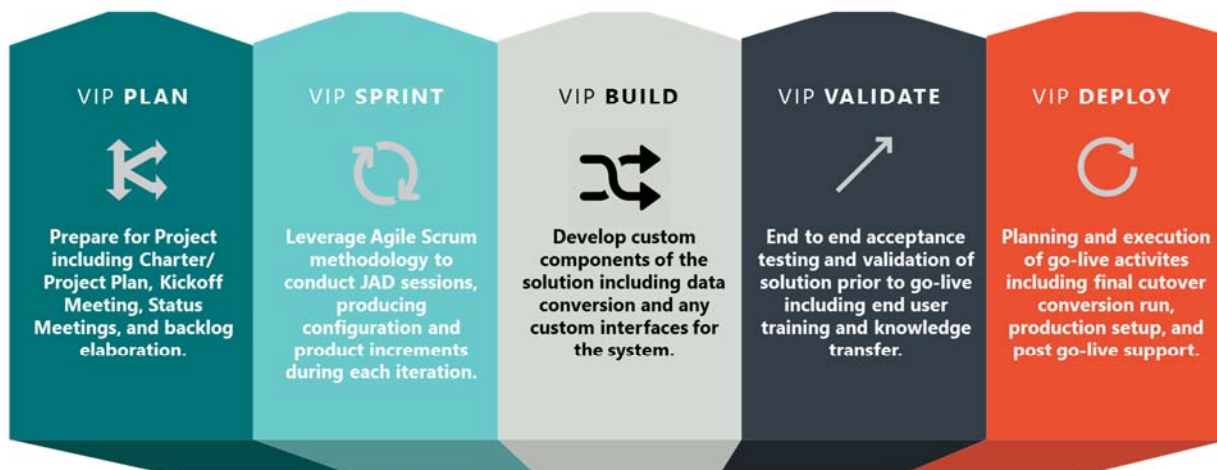 VIP PLAN
Prepare for Project
including Charter/
Project Plan, Kickoff
Meeting, Status
Meetings, and backlog
elaboration.
VIP SPRINT
Leverage Agile Scrum
methodology to
conduct JAD sessions,
producing
configuration and
product increments
during each iteration.
VIP BUILD
Develop custom
components of the
solution including data
conversion and any
custom interfaces for
the system.
VIP VALIDATE
End to end acceptance
testing and validation of
solution prior to go-live
including end user
training and knowledge
transfer.
VIP DEPLOY
Planning and execution
of go-live activites
including final cutover
conversion run,
production setup, and
post go-live support.